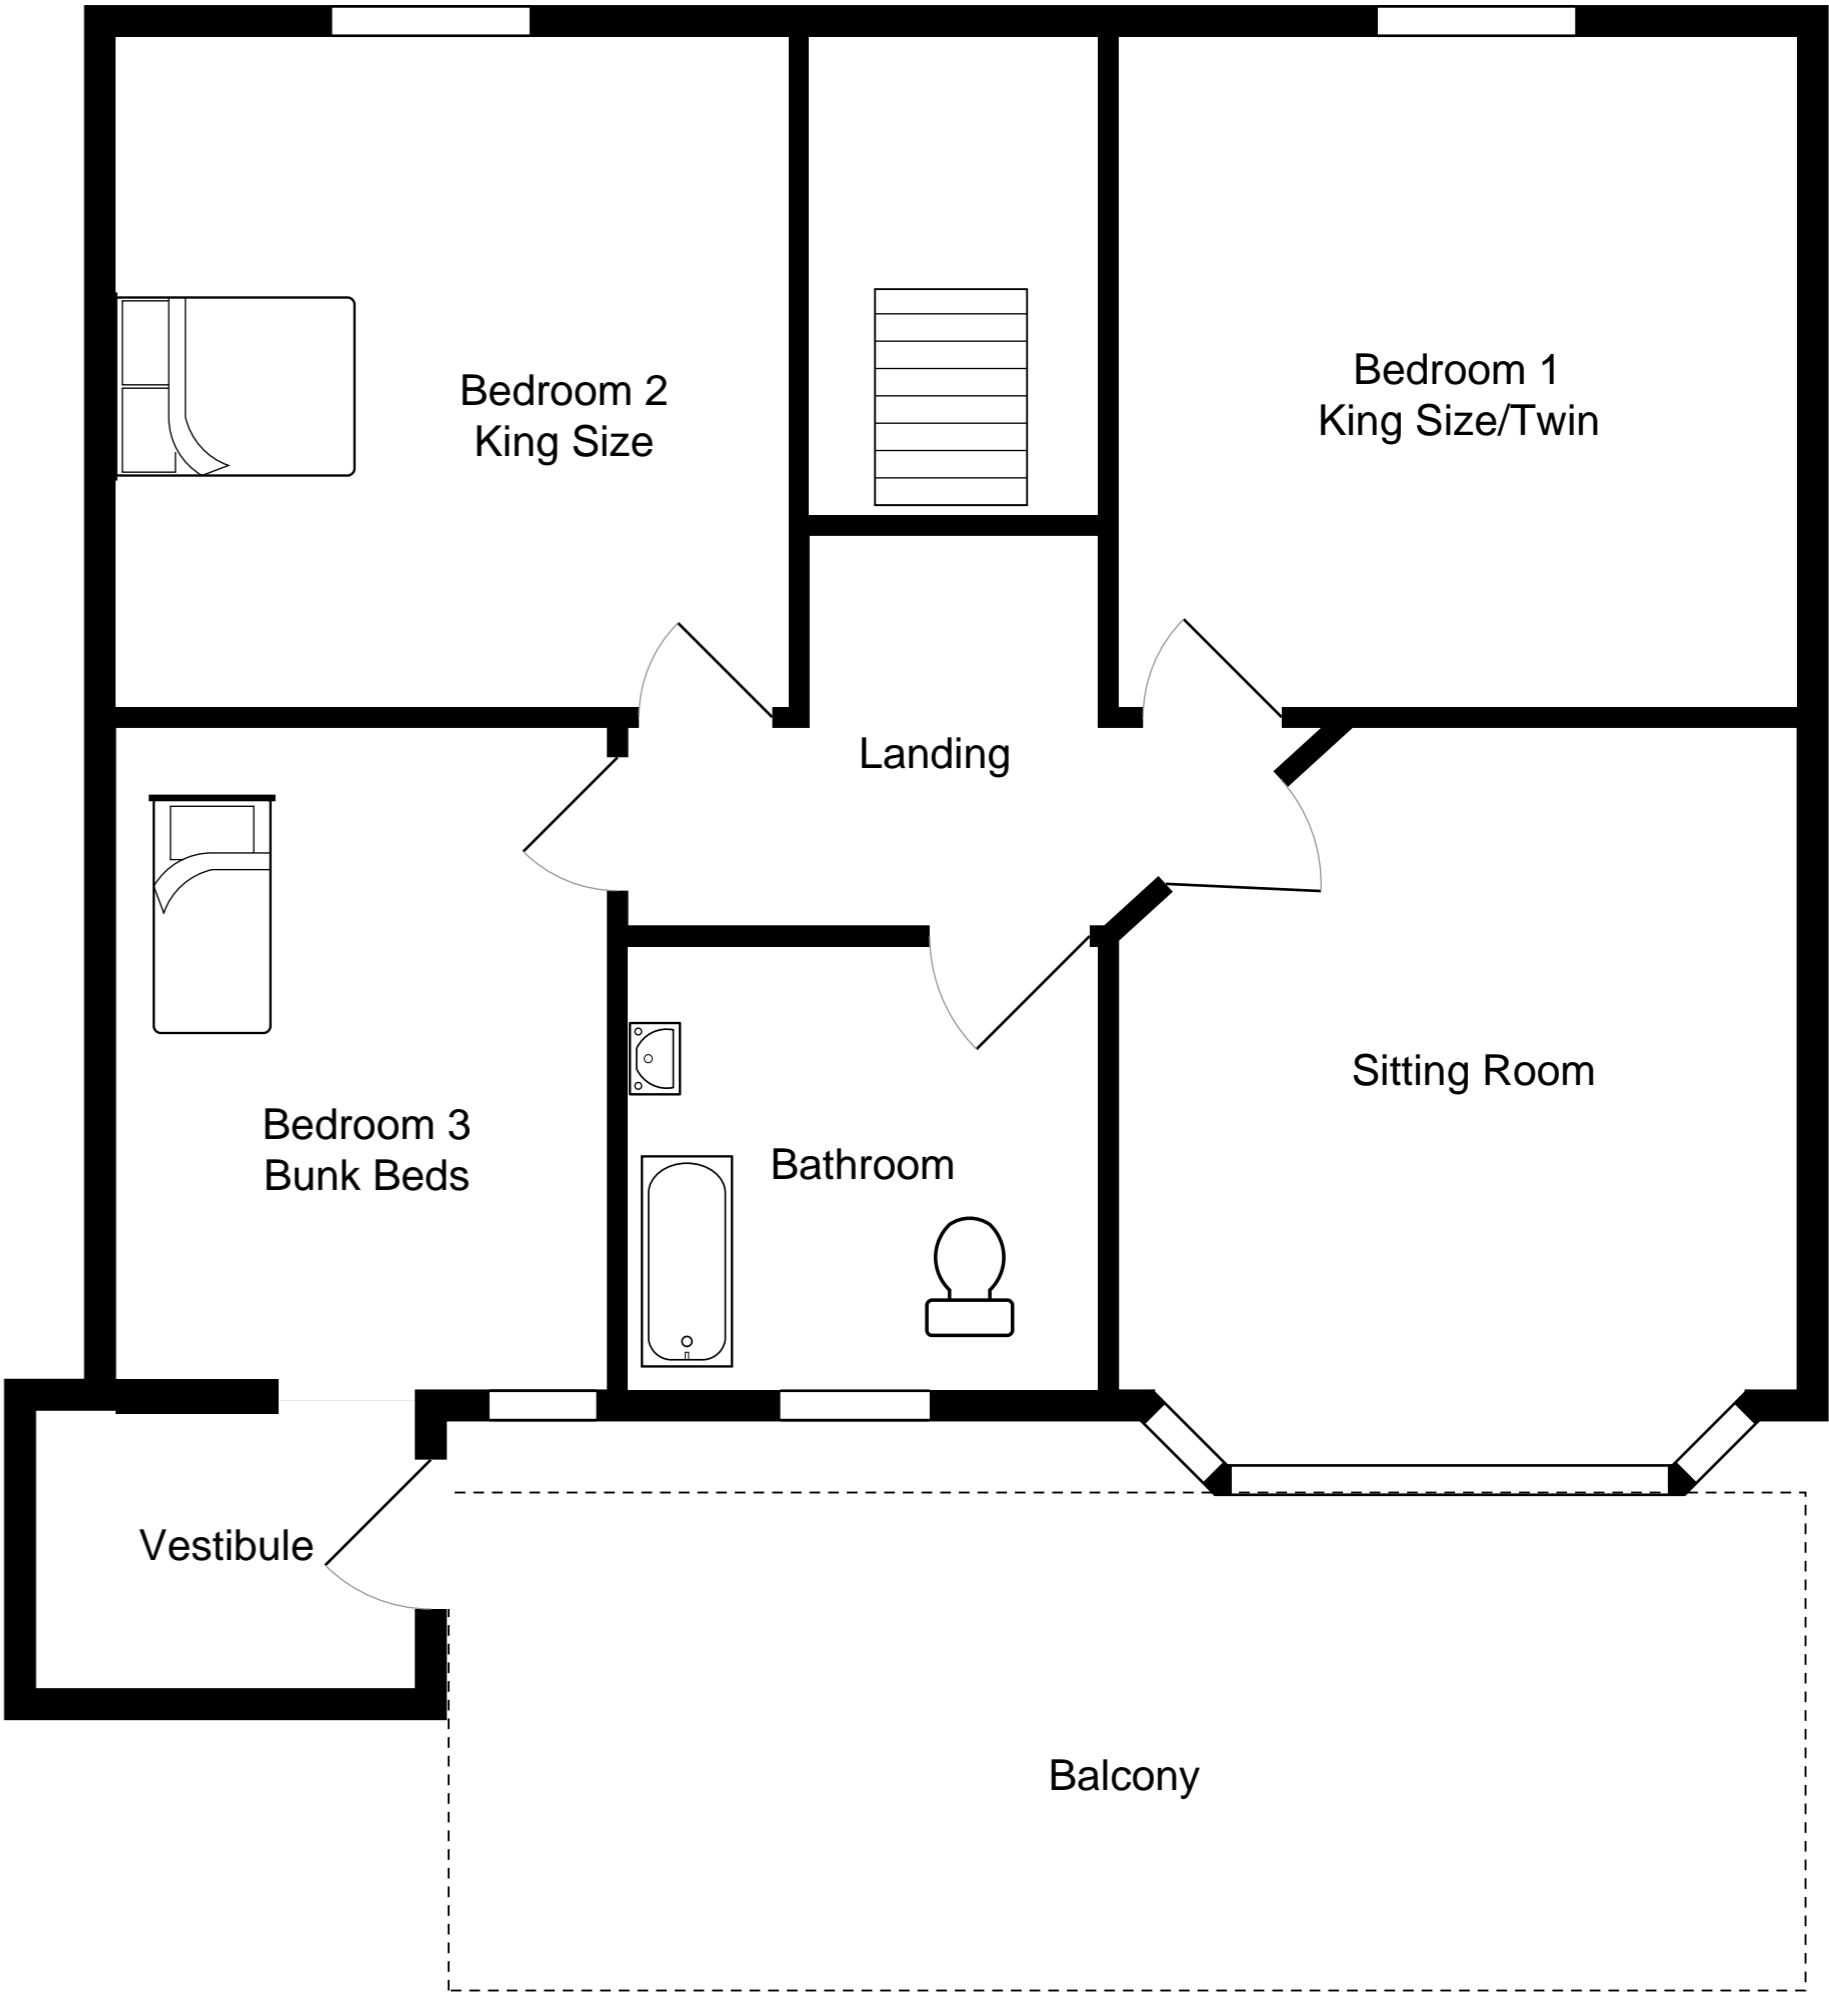 Bedroom 2
King Size
Bedroom 1
King Size/Twin
Landing
Bedroom 3
Bunk Beds
Bathroom
Sitting Room
Vestibule
Balcony